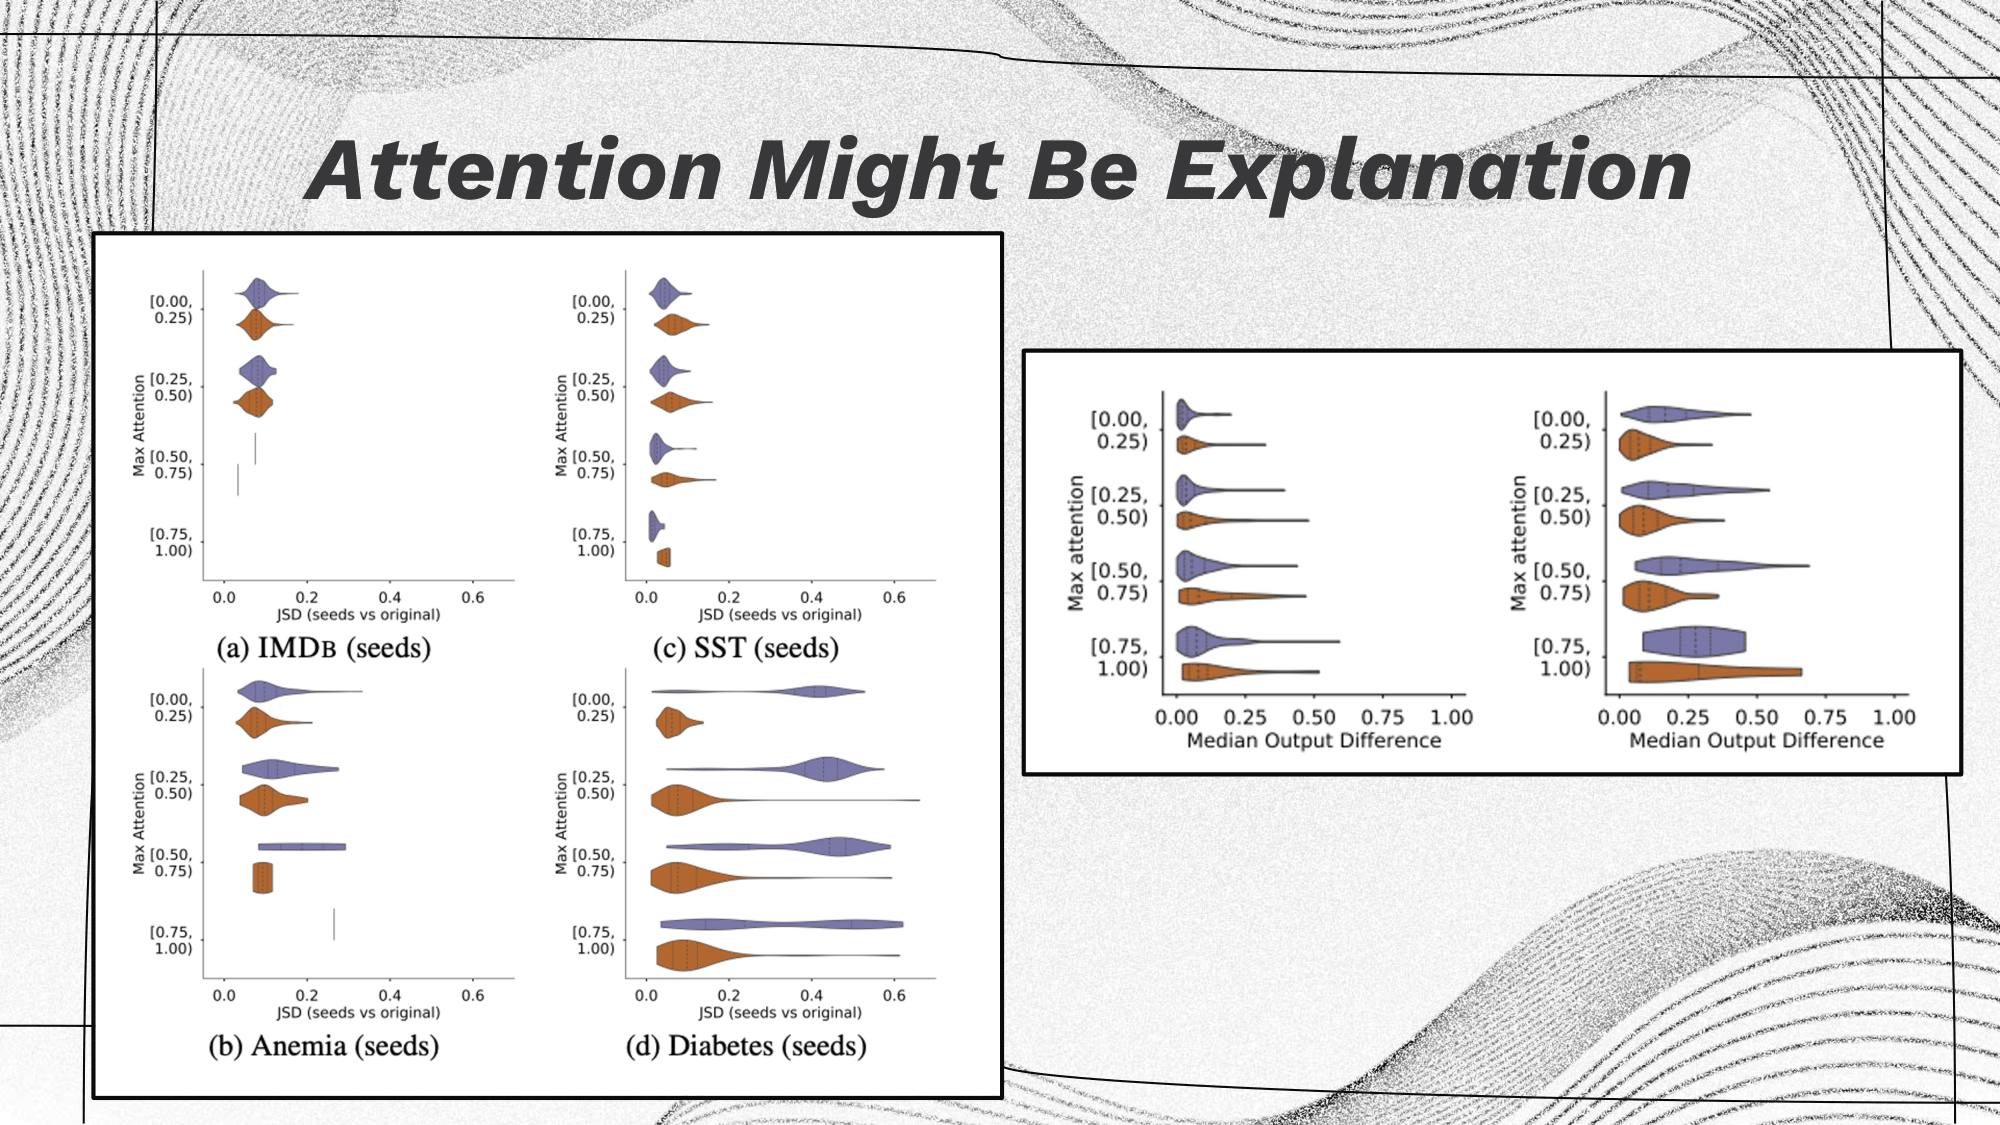 Attention Might Be Explanation
Max Attention
[0.00,
0.25)
[0.25,
0.50)
[0.50,
0.75)
[0.75,
1.00)
0.0 0.2 0.4 0.6
JSD (seeds vs original)
(a) IMDB (seeds)
Max Attention
[0.00,
0.25)
[0.25,
0.50)
[0.50,
0.75)
[0.75,
1.00)
0.0 0.2 0.4 0.6
JSD (seeds vs original)
(c) SST (seeds)
Max Attention
[0.00,
0.25)
[0.25,
0.50)
[0.50,
0.75)
[0.75,
1.00)
0.0 0.2 0.4 0.6
JSD (seeds vs original)
(b) Anemia (seeds)
Max Attention
[0.00,
0.25)
[0.25,
0.50)
[0.50,
0.75)
[0.75,
1.00)
0.0 0.2 0.4 0.6
JSD (seeds vs original)
(d) Diabetes (seeds)
Max attention
[0.00,
0.25)
[0.25,
0.50)
[0.50,
0.75)
[0.75,
1.00)
0.00 0.25 0.50 0.75 1.00
Median Output Difference
Max attention
[0.00,
0.25)
[0.25,
0.50)
[0.50,
0.75)
[0.75,
1.00)
0.00 0.25 0.50 0.75 1.00
Median Output Difference